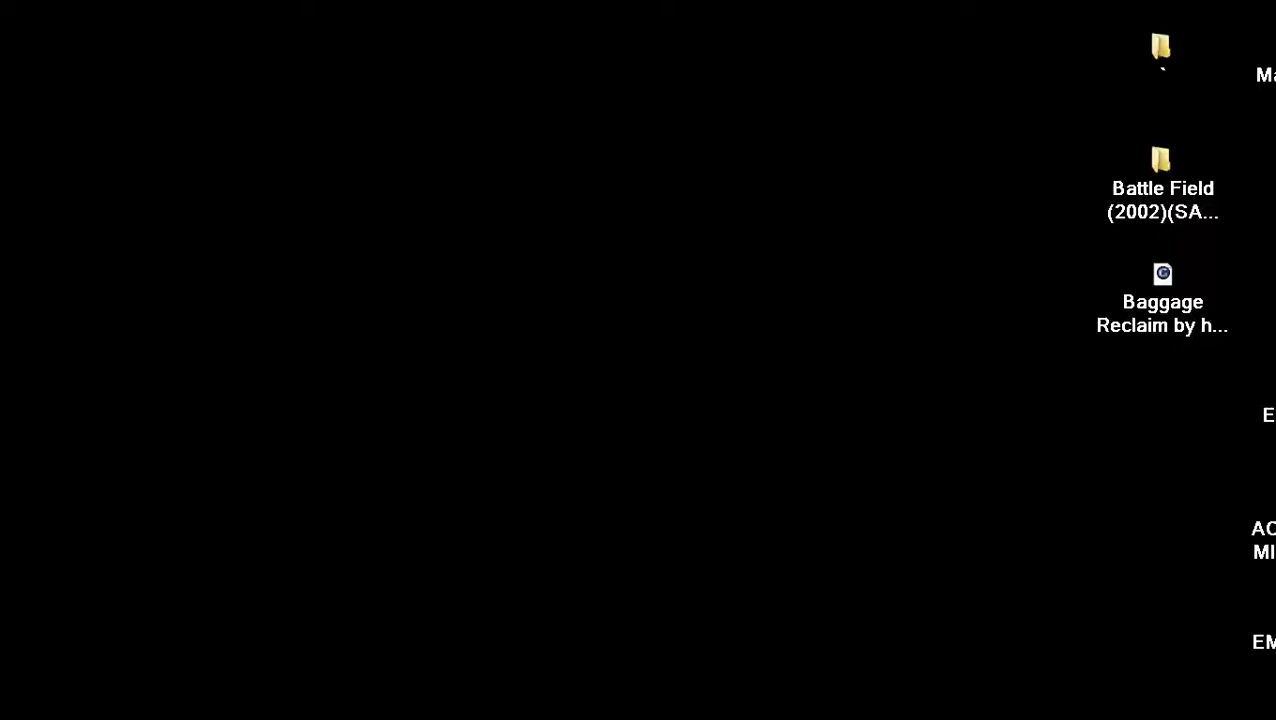 `
Battle Field
(2002)(SA...
Baggage
Reclaim by h...
Ma
E
AC
MI
EM